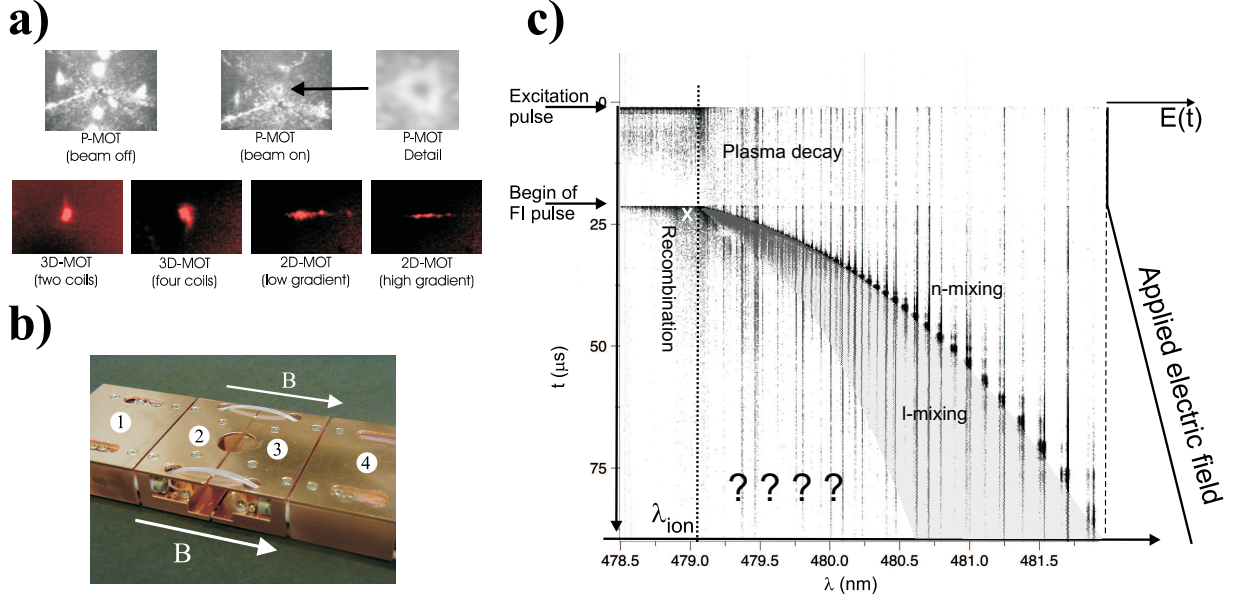 a)
P-MOT
(beam off)
P-MOT
(beam on)
P-MOT
Detail
3D-MOT
(two coils)
3D-MOT
(four coils)
2D-MOT
(low gradient)
2D-MOT
(high gradient)
b)
B
1
2
3
4
B
c)
Excitation
pulse
0
E(t)
Plasma decay
Begin of
FI pulse
X
25
Recombination
n-mixing
50
t (µs)
l-mixing
Applied electric field
75
? ? ? ?
λion
478.5
479.0
479.5
480.0
480.5
481.0
481.5
λ (nm)